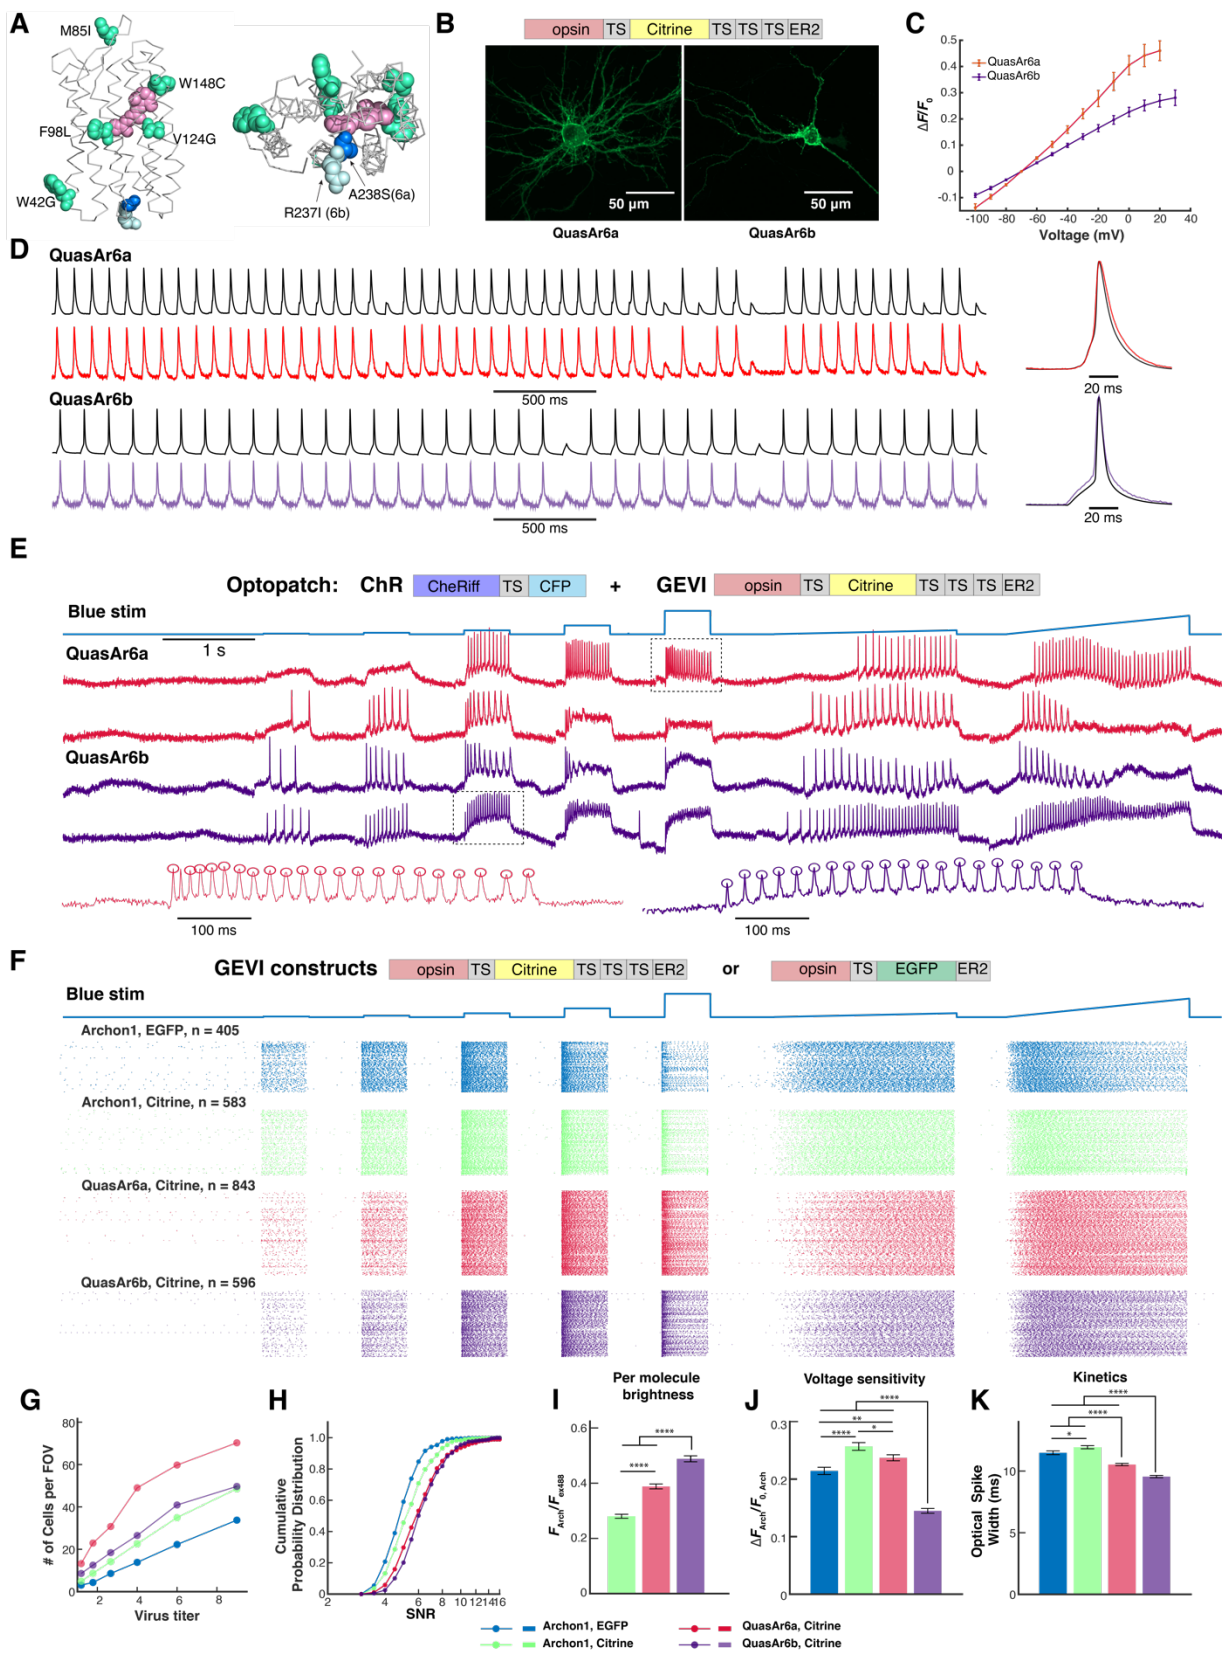 A
M85I
W148C
F98L
V124G
W42G
A238S(6a)
R237I (6b)
B
opsin TS Citrine TS TS TS ER2
50 µm
50 µm
QuasAr6a
QuasAr6b
C
0.5
0.4
0.3
0.2
0.1
0
-0.1
ΔF/F0
QuasAr6a
QuasAr6b
-100 -80 -60 -40 -20 0 20 40
Voltage (mV)
D
QuasAr6a
500 ms
20 ms
QuasAr6b
500 ms
20 ms
E
Optopatch: ChR CheRiff TS CFP + GEVI opsin TS Citrine TS TS TS ER2
Blue stim
1 s
QuasAr6a
QuasAr6b
100 ms
100 ms
F
GEVI constructs opsin TS Citrine TS TS TS ER2 or opsin TS EGFP ER2
Blue stim
Archon1, EGFP, n = 405
Archon1, Citrine, n = 583
QuasAr6a, Citrine, n = 843
QuasAr6b, Citrine, n = 596
G
80
60
40
20
0
# of Cells per FOV
2 4 6 8
Virus titer
H
1.0
0.8
0.6
0.4
0.2
0
Cumulative
Probability Distribution
2 4 6 8 10 12 14 16
SNR
I
Per molecule
brightness
0.6
0.4
0.2
0
FArch/Fex488
****
****
J
Voltage sensitivity
0.3
0.2
0.1
0
ΔFArch/F0, Arch
****
**
****
*
K
Kinetics
10
5
0
Optical Spike
Width (ms)
****
****
*
Archon1, EGFP
QuasAr6a, Citrine
Archon1, Citrine
QuasAr6b, Citrine